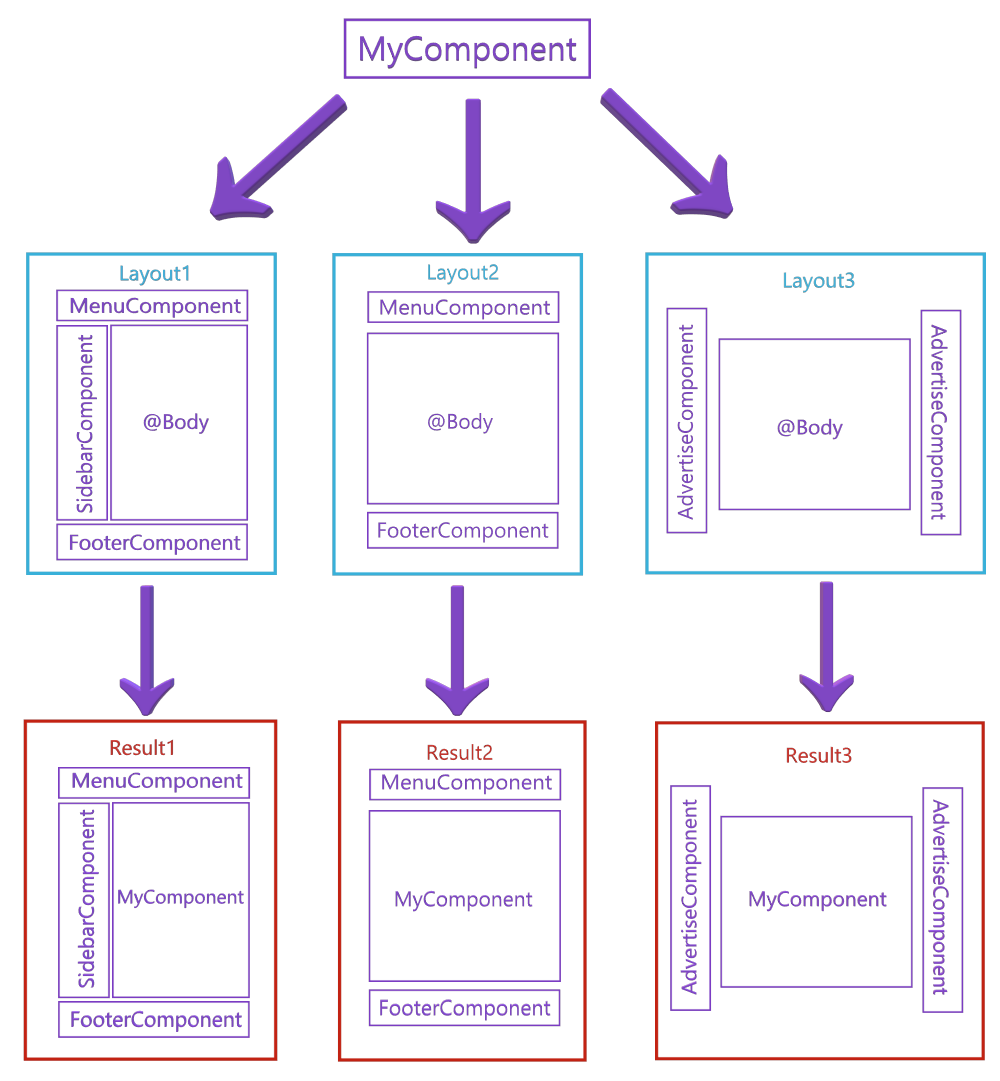 MyComponent
Layout1
MenuComponent
SidebarComponent
@Body
FooterComponent
Layout2
MenuComponent
@Body
FooterComponent
Layout3
AdvertiseComponent
@Body
AdvertiseComponent
Result1
MenuComponent
SidebarComponent
MyComponent
FooterComponent
Result2
MenuComponent
MyComponent
FooterComponent
Result3
AdvertiseComponent
MyComponent
AdvertiseComponent